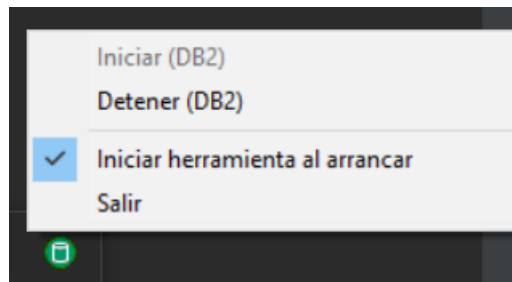 Iniciar (DB2)
Detener (DB2)
Iniciar herramienta al arrancar
Salir